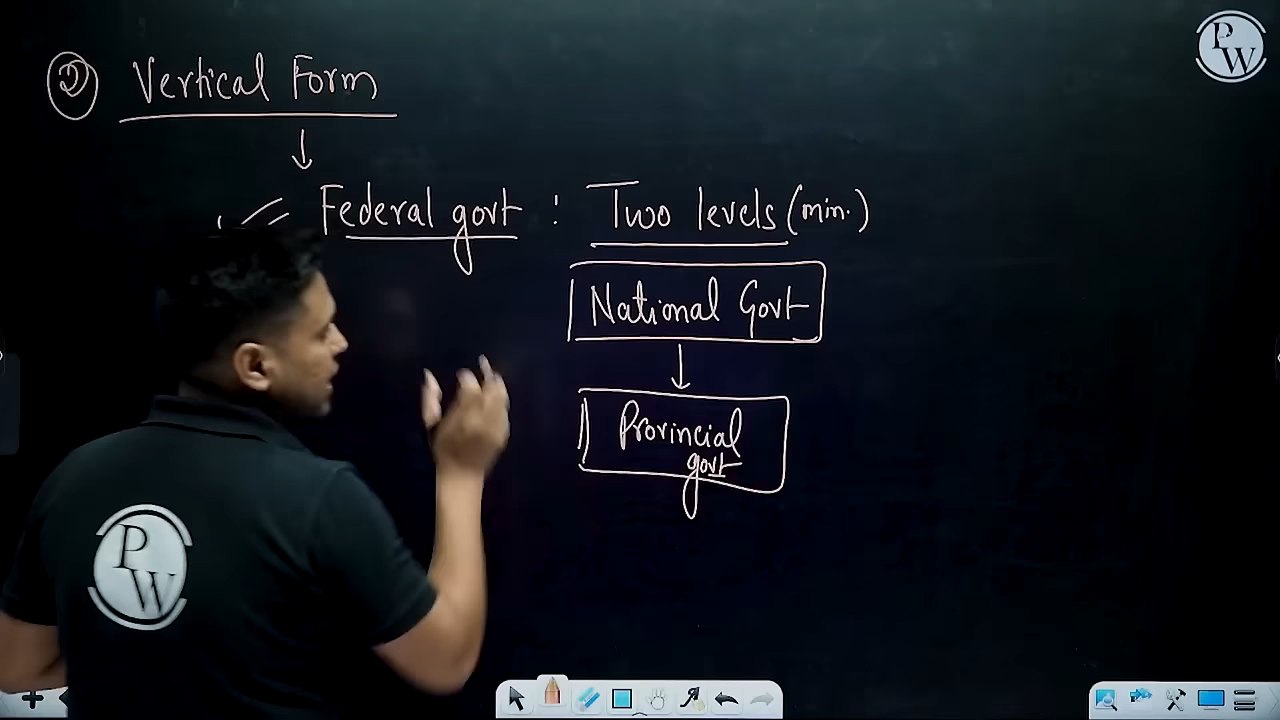 PW
② Vertical Form
↓
Federal govt : Two levels (min.)
National Govt
↓
Provincial
govt
PW